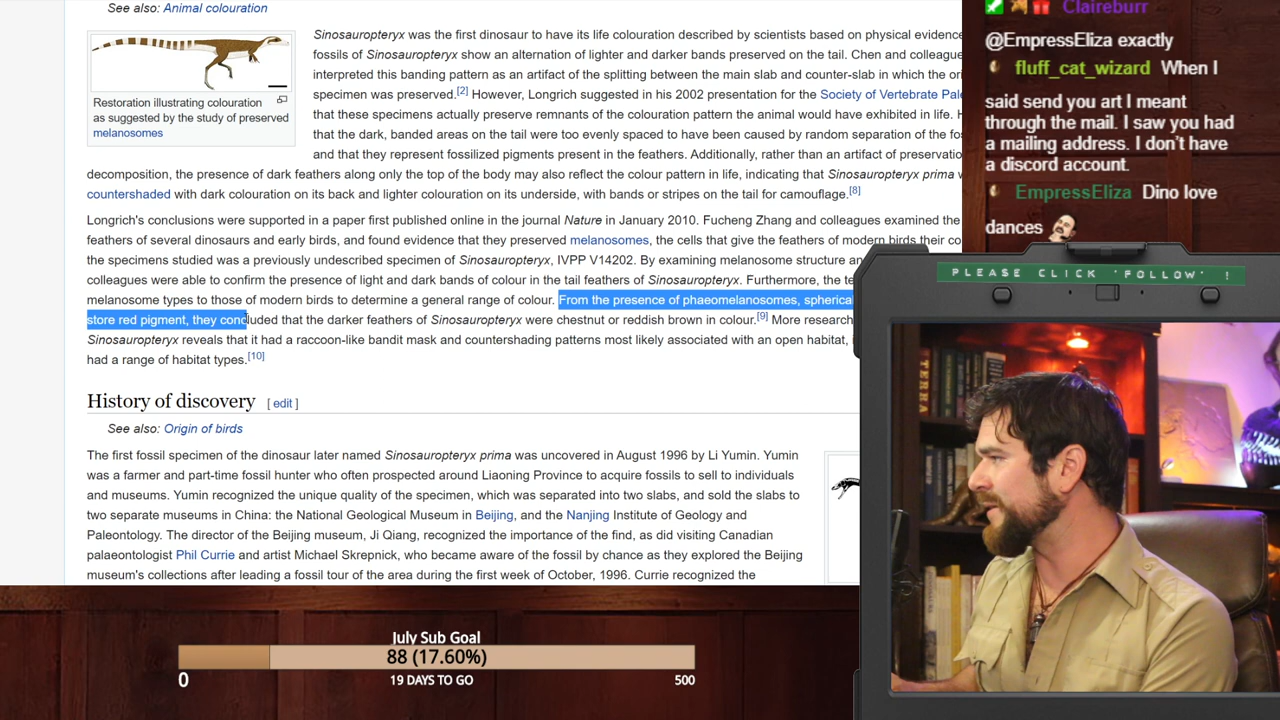 See also: Animal colouration
Sinosauropteryx was the first dinosaur to have its life colouration described by scientists based on physical evidence
fossils of Sinosauropteryx show an alternation of lighter and darker bands preserved on the tail. Chen and colleague
interpreted this banding pattern as an artifact of the splitting between the main slab and counter-slab in which the ori
specimen was preserved.[2] However, Longrich suggested in his 2002 presentation for the Society of Vertebrate Pale
that these specimens actually preserve remnants of the colouration pattern the animal would have exhibited in life. H
that the dark, banded areas on the tail were too evenly spaced to have been caused by random separation of the fos
and that they represent fossilized pigments present in the feathers. Additionally, rather than an artifact of preservatio
decomposition, the presence of dark feathers along only the top of the body may also reflect the colour pattern in life, indicating that Sinosauropteryx prima w
countershaded with dark colouration on its back and lighter colouration on its underside, with bands or stripes on the tail for camouflage.[8]
Restoration illustrating colouration
as suggested by the study of preserved
melanosomes
Longrich's conclusions were supported in a paper first published online in the journal Nature in January 2010. Fucheng Zhang and colleagues examined the
feathers of several dinosaurs and early birds, and found evidence that they preserved melanosomes, the cells that give the feathers of modern birds their co
the specimens studied was a previously undescribed specimen of Sinosauropteryx, IVPP V14202. By examining melanosome structure an
colleagues were able to confirm the presence of light and dark bands of colour in the tail feathers of Sinosauropteryx. Furthermore, the te
melanosome types to those of modern birds to determine a general range of colour. From the presence of phaeomelanosomes, spherica
store red pigment, they concluded that the darker feathers of Sinosauropteryx were chestnut or reddish brown in colour.[9] More research
Sinosauropteryx reveals that it had a raccoon-like bandit mask and countershading patterns most likely associated with an open habitat, i
had a range of habitat types.[10]
History of discovery [ edit ]
See also: Origin of birds
The first fossil specimen of the dinosaur later named Sinosauropteryx prima was uncovered in August 1996 by Li Yumin. Yumin
was a farmer and part-time fossil hunter who often prospected around Liaoning Province to acquire fossils to sell to individuals
and museums. Yumin recognized the unique quality of the specimen, which was separated into two slabs, and sold the slabs to
two separate museums in China: the National Geological Museum in Beijing, and the Nanjing Institute of Geology and
Paleontology. The director of the Beijing museum, Ji Qiang, recognized the importance of the find, as did visiting Canadian
palaeontologist Phil Currie and artist Michael Skrepnick, who became aware of the fossil by chance as they explored the Beijing
museum's collections after leading a fossil tour of the area during the first week of October, 1996. Currie recognized the
Claireburr
@EmpressEliza exactly
fluff_cat_wizard When I
said send you art I meant
through the mail. I saw you had
a mailing address. I don't have
a discord account.
EmpressEliza Dino love
dances
PLEASE CLICK 'FOLLOW' !
TERRA
July Sub Goal
88 (17.60%)
0
19 DAYS TO GO
500